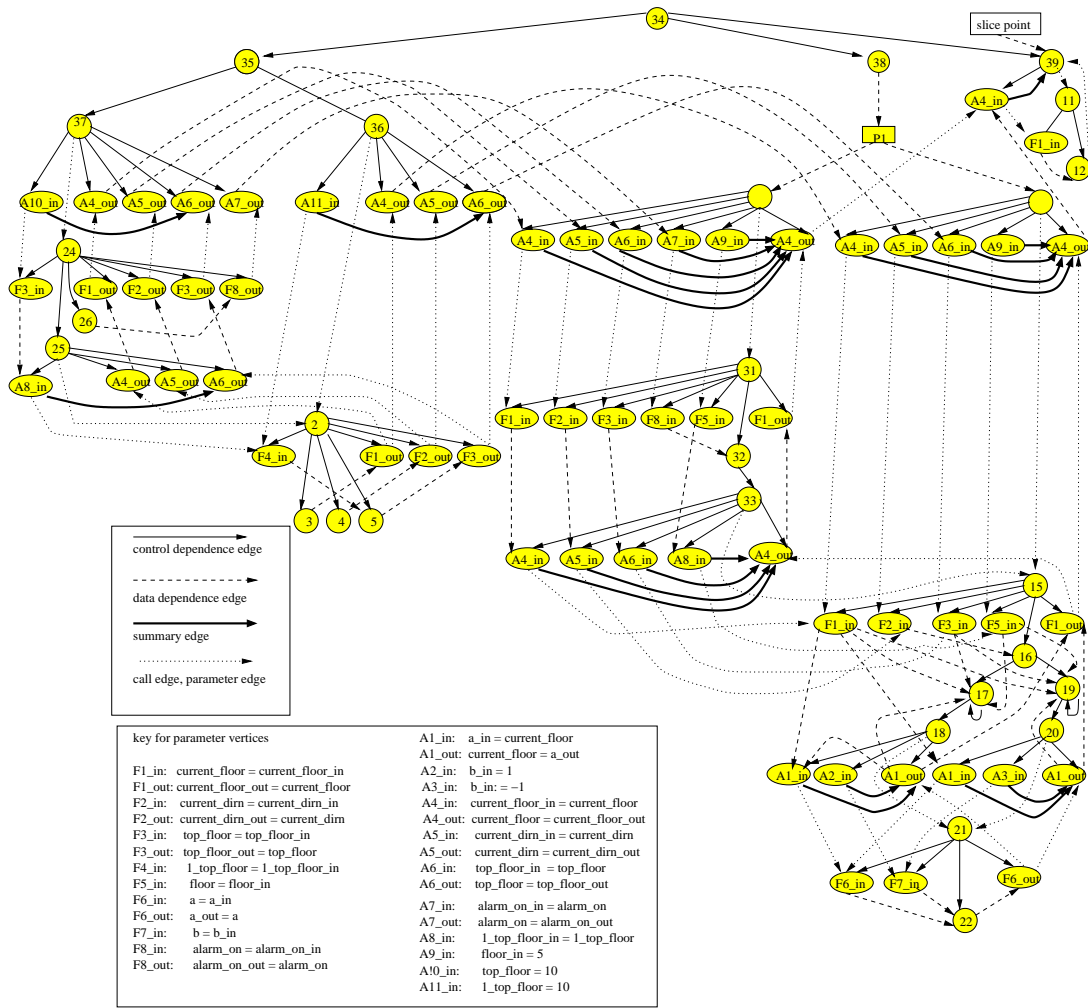 34
slice point
35
38
39
A4_in
11
37
36
P1
F1_in
12
A10_in
A4_out
A5_out
A6_out
A7_out
A11_in
A4_out
A5_out
A6_out
A4_in
A5_in
A6_in
A7_in
A9_in
A4_out
A4_in
A5_in
A6_in
A9_in
A4_out
24
F3_in
F1_out
F2_out
F3_out
F8_out
26
25
A8_in
A4_out
A5_out
A6_out
31
F1_in
F2_in
F3_in
F8_in
F5_in
F1_out
2
F4_in
F1_out
F2_out
F3_out
32
3
4
5
33
A4_in
A5_in
A6_in
A8_in
A4_out
control dependence edge
data dependence edge
summary edge
call edge, parameter edge
15
F1_in
F2_in
F3_in
F5_in
F1_out
16
17
19
18
20
A1_in
A2_in
A1_out
A1_in
A3_in
A1_out
21
F6_in
F7_in
F6_out
22
key for parameter vertices
F1_in: current_floor = current_floor_in
F1_out: current_floor_out = current_floor
F2_in: current_dirn = current_dirn_in
F2_out: current_dirn_out = current_dirn
F3_in: top_floor = top_floor_in
F3_out: top_floor_out = top_floor
F4_in: 1_top_floor = 1_top_floor_in
F5_in: floor = floor_in
F6_in: a = a_in
F6_out: a_out = a
F7_in: b = b_in
F8_in: alarm_on = alarm_on_in
F8_out: alarm_on_out = alarm_on
A1_in: a_in = current_floor
A1_out: current_floor = a_out
A2_in: b_in = 1
A3_in: b_in: = −1
A4_in: current_floor_in = current_floor
A4_out: current_floor = current_floor_out
A5_in: current_dirn_in = current_dirn
A5_out: current_dirn = current_dirn_out
A6_in: top_floor_in = top_floor
A6_out: top_floor = top_floor_out
A7_in: alarm_on_in = alarm_on
A7_out: alarm_on = alarm_on_out
A8_in: 1_top_floor_in = 1_top_floor
A9_in: floor_in = 5
A!0_in: top_floor = 10
A11_in: 1_top_floor = 10